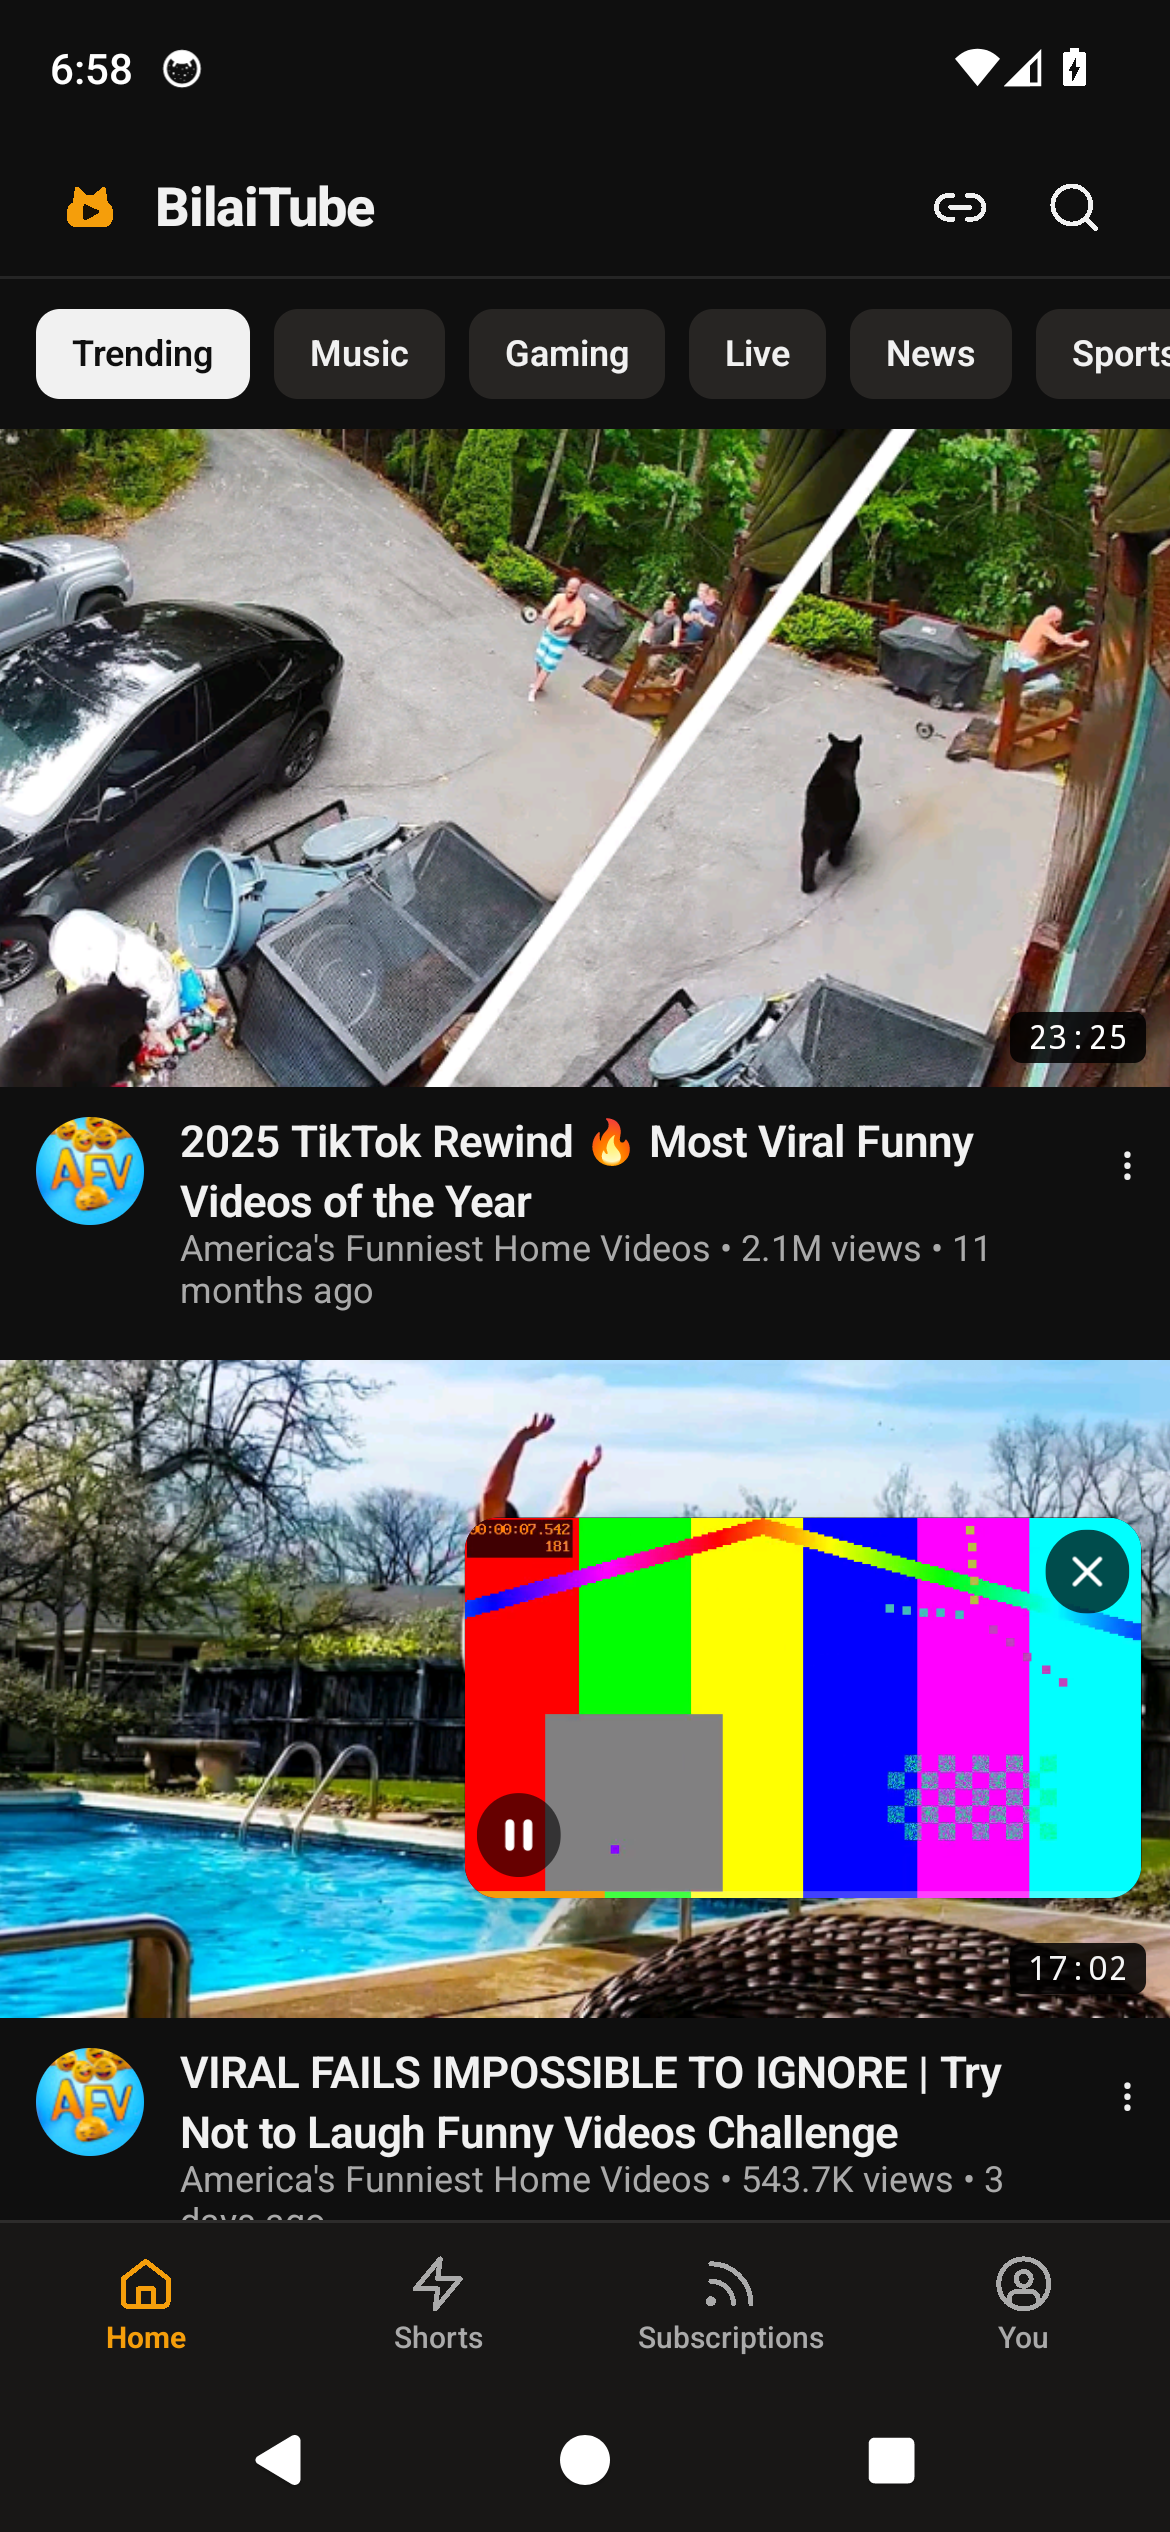 6:58
BilaiTube
Trending
Music
Gaming
Live
News
Sports
23:25
AFV
2025 TikTok Rewind 🔥 Most Viral Funny
Videos of the Year
America's Funniest Home Videos • 2.1M views • 11
months ago
00:00:07.542
181
17:02
AFV
VIRAL FAILS IMPOSSIBLE TO IGNORE | Try
Not to Laugh Funny Videos Challenge
America's Funniest Home Videos • 543.7K views • 3
days ago
Home
Shorts
Subscriptions
You